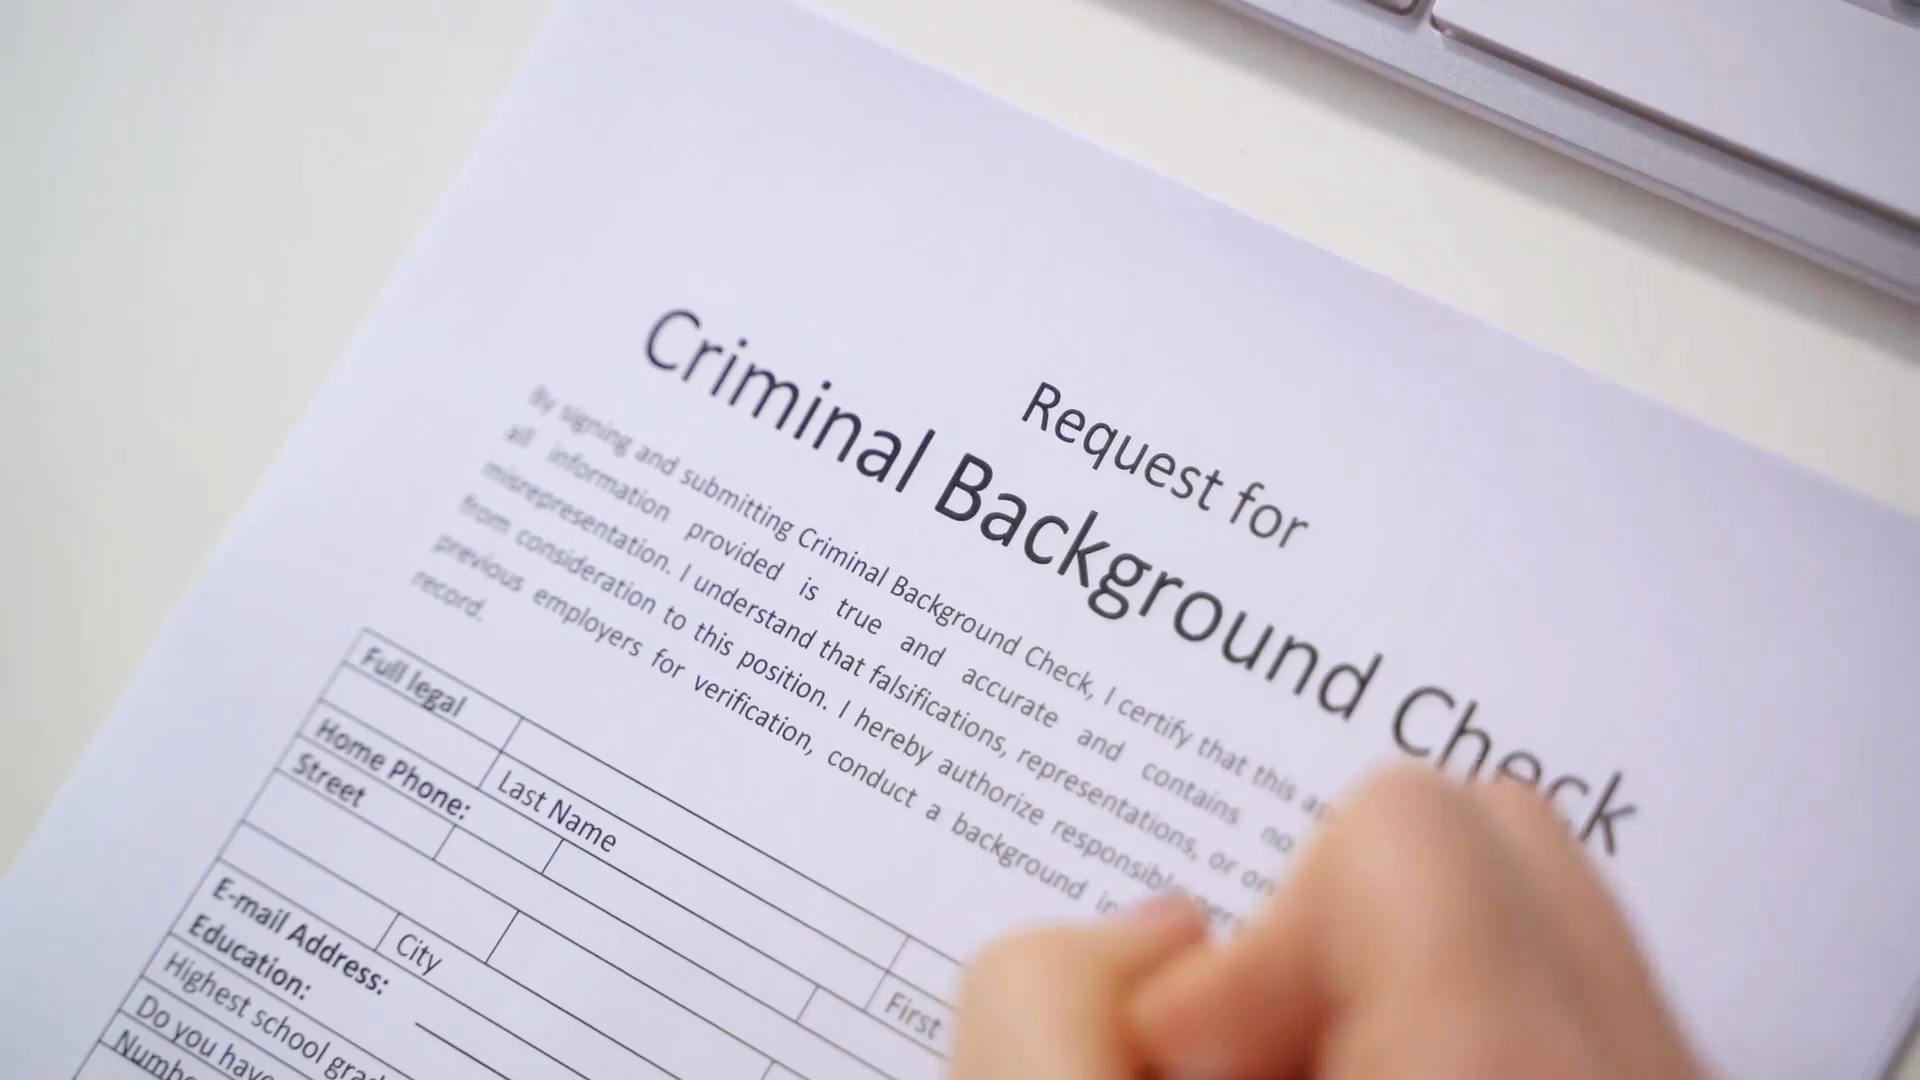 Request for
Criminal Background Check
By signing and submitting Criminal Background Check, I certify that this
all information provided is true and accurate and contains no
misrepresentation. I understand that falsifications, representations, or
from consideration to this position. I hereby authorize
previous employers for verification, conduct a background
record.
Full legal
Last Name
First
Home Phone:
Street
City
E-mail Address:
Education:
Highest school
Do you have